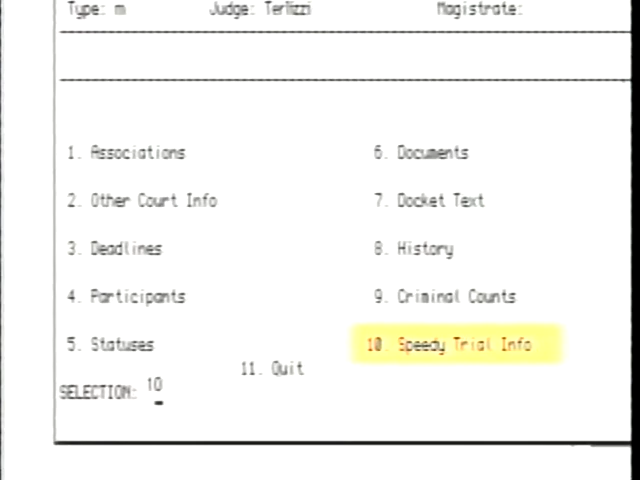 Type: m Judge: Terlizzi Magistrate:
1. Associations 6. Documents
2. Other Court Info 7. Docket Text
3. Deadlines 8. History
4. Participants 9. Criminal Counts
5. Statuses 10. Speedy Trial Info
11. Quit
SELECTION: 10